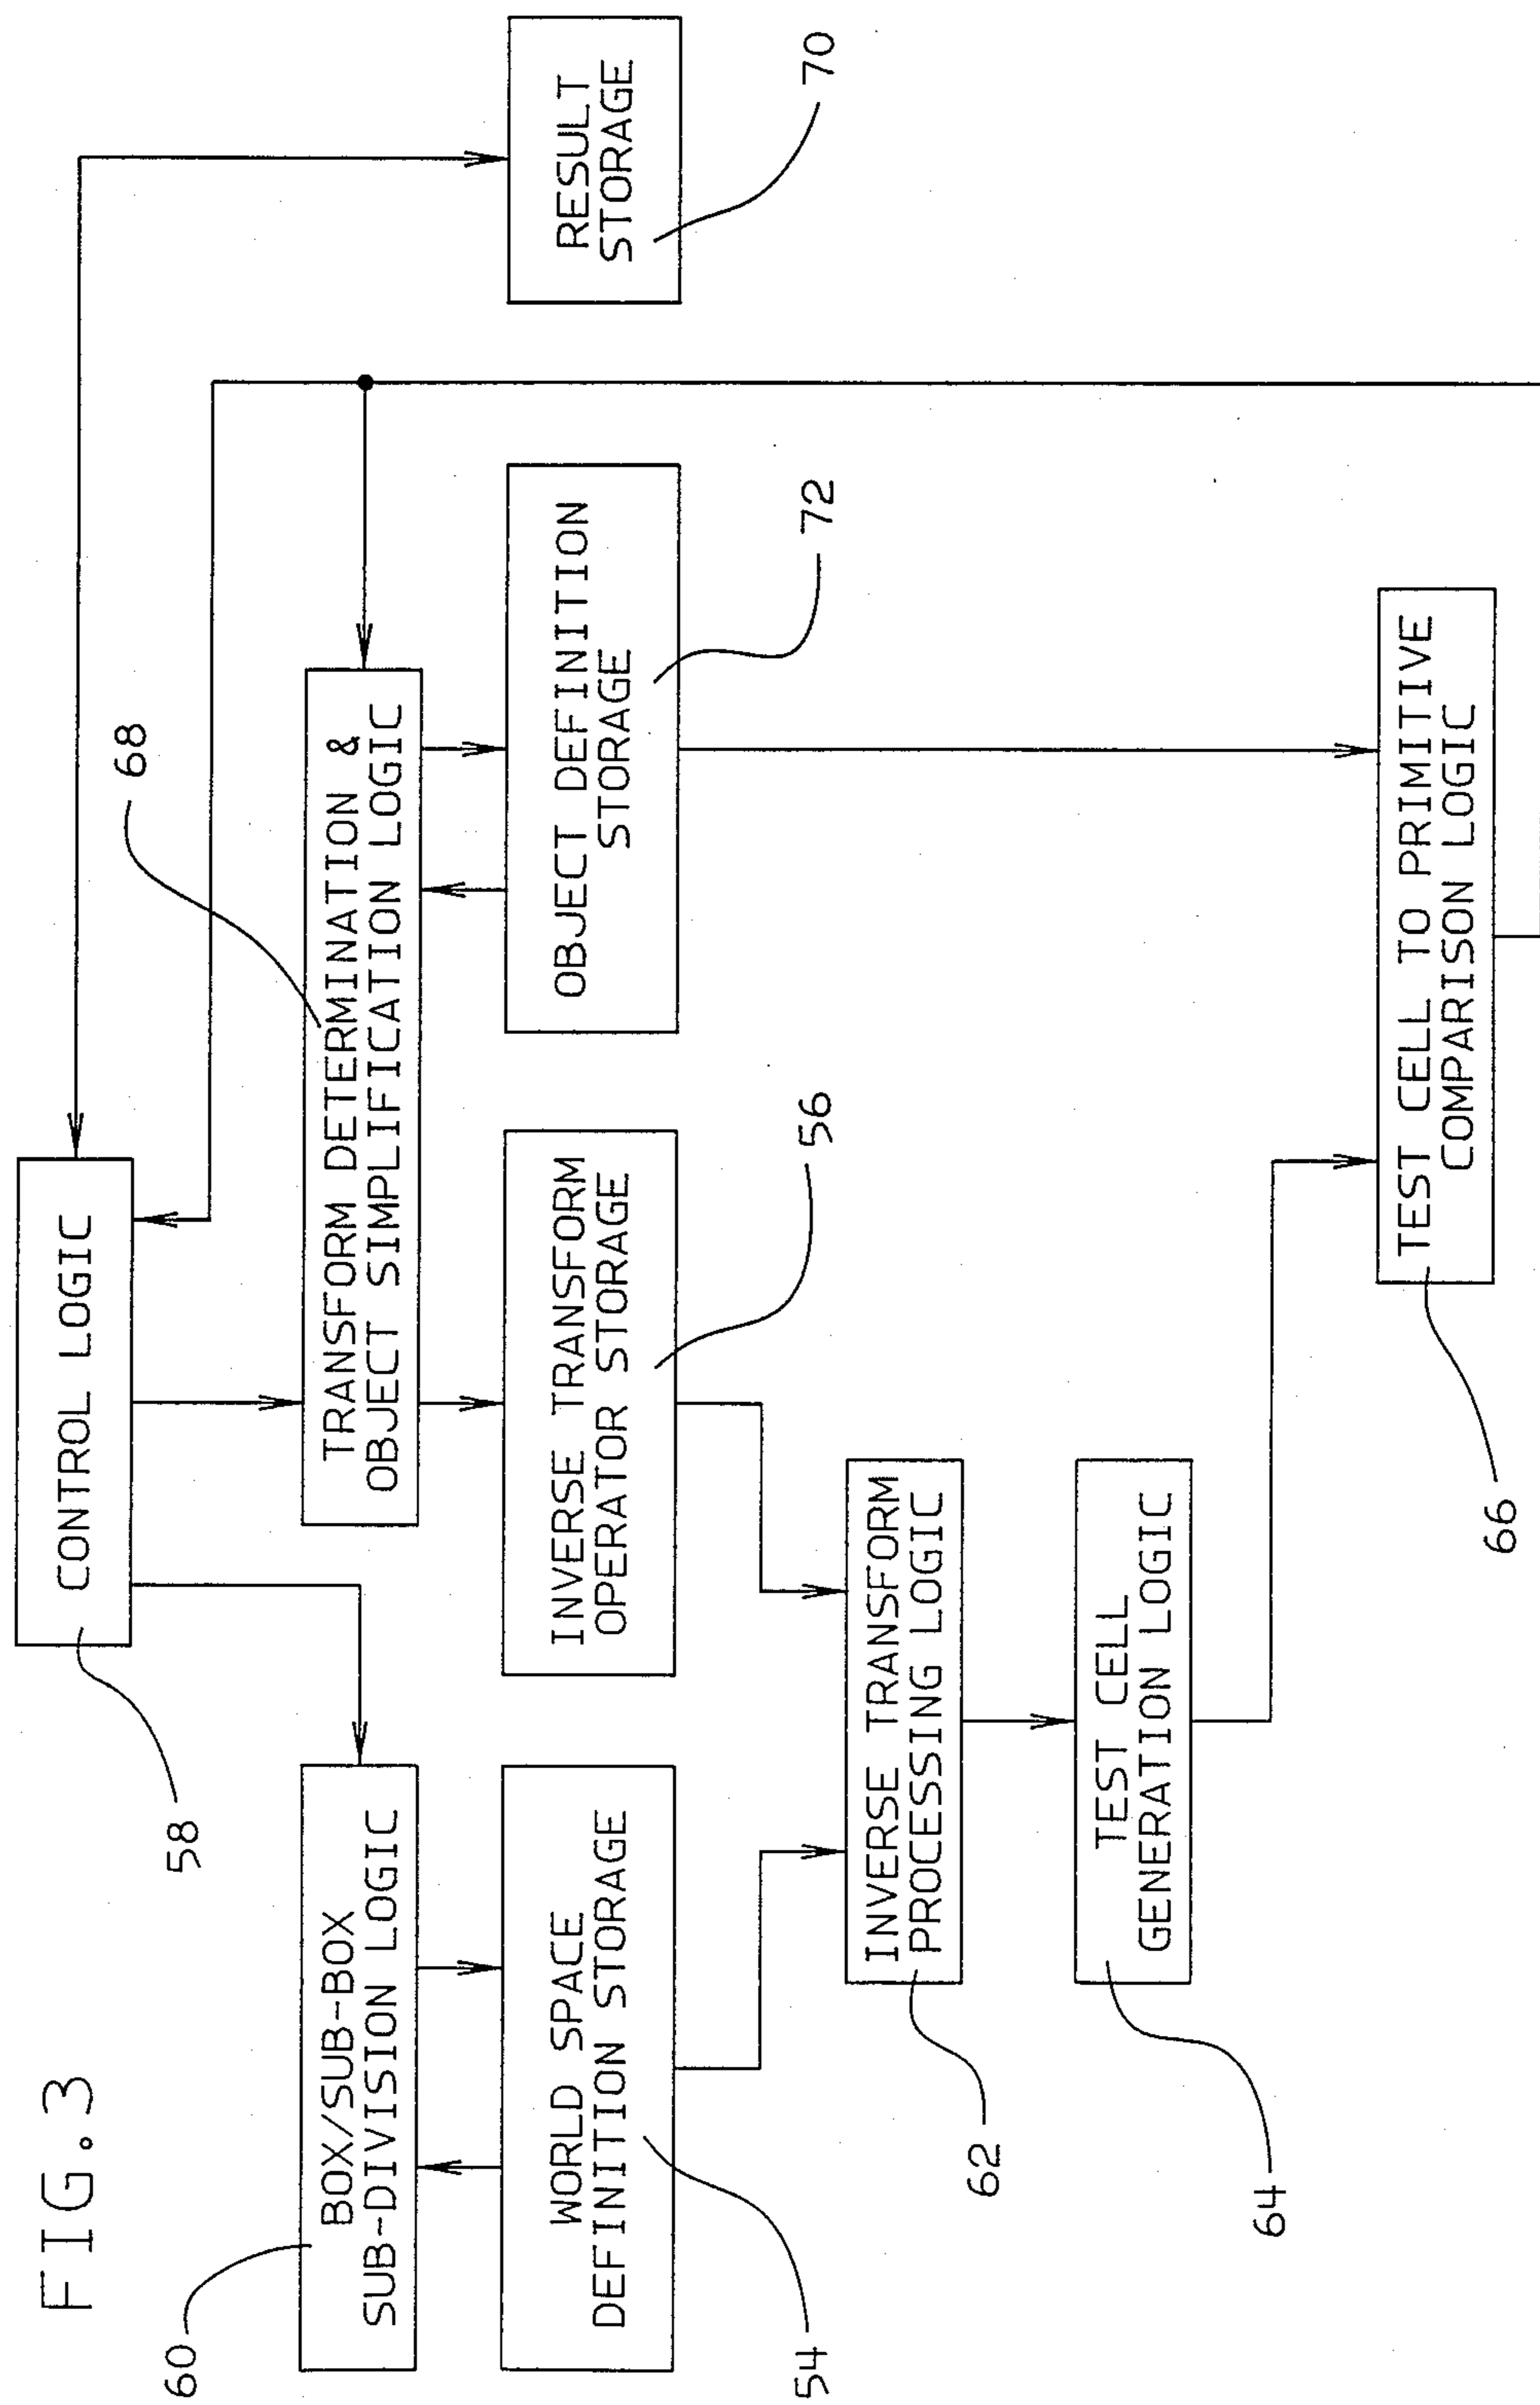 FIG.3
CONTROL LOGIC
58
68
60
BOX/SUB-BOX
SUB-DIVISION LOGIC
TRANSFORM DETERMINATION &
OBJECT SIMPLIFICATION LOGIC
WORLD SPACE
DEFINITION STORAGE
54
INVERSE TRANSFORM
OPERATOR STORAGE
56
OBJECT DEFINITION
STORAGE
72
RESULT
STORAGE
70
INVERSE TRANSFORM
PROCESSING LOGIC
62
TEST CELL
GENERATION LOGIC
64
TEST CELL TO PRIMITIVE
COMPARISON LOGIC
66